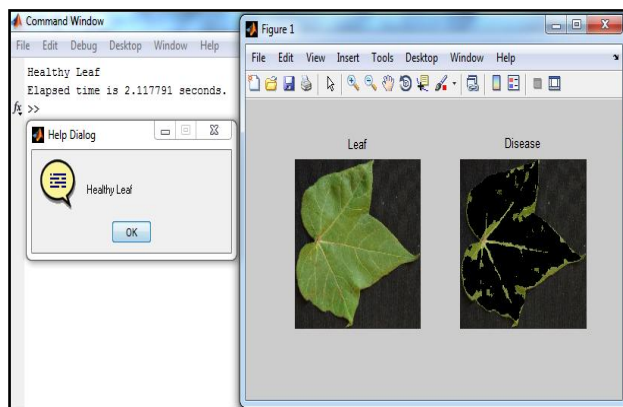 Command Window
File Edit Debug Desktop Window Help
Healthy Leaf
Elapsed time is 2.117791 seconds.
fx >>
Help Dialog
Healthy Leaf
OK
Figure 1
File Edit View Insert Tools Desktop Window Help
Leaf Disease